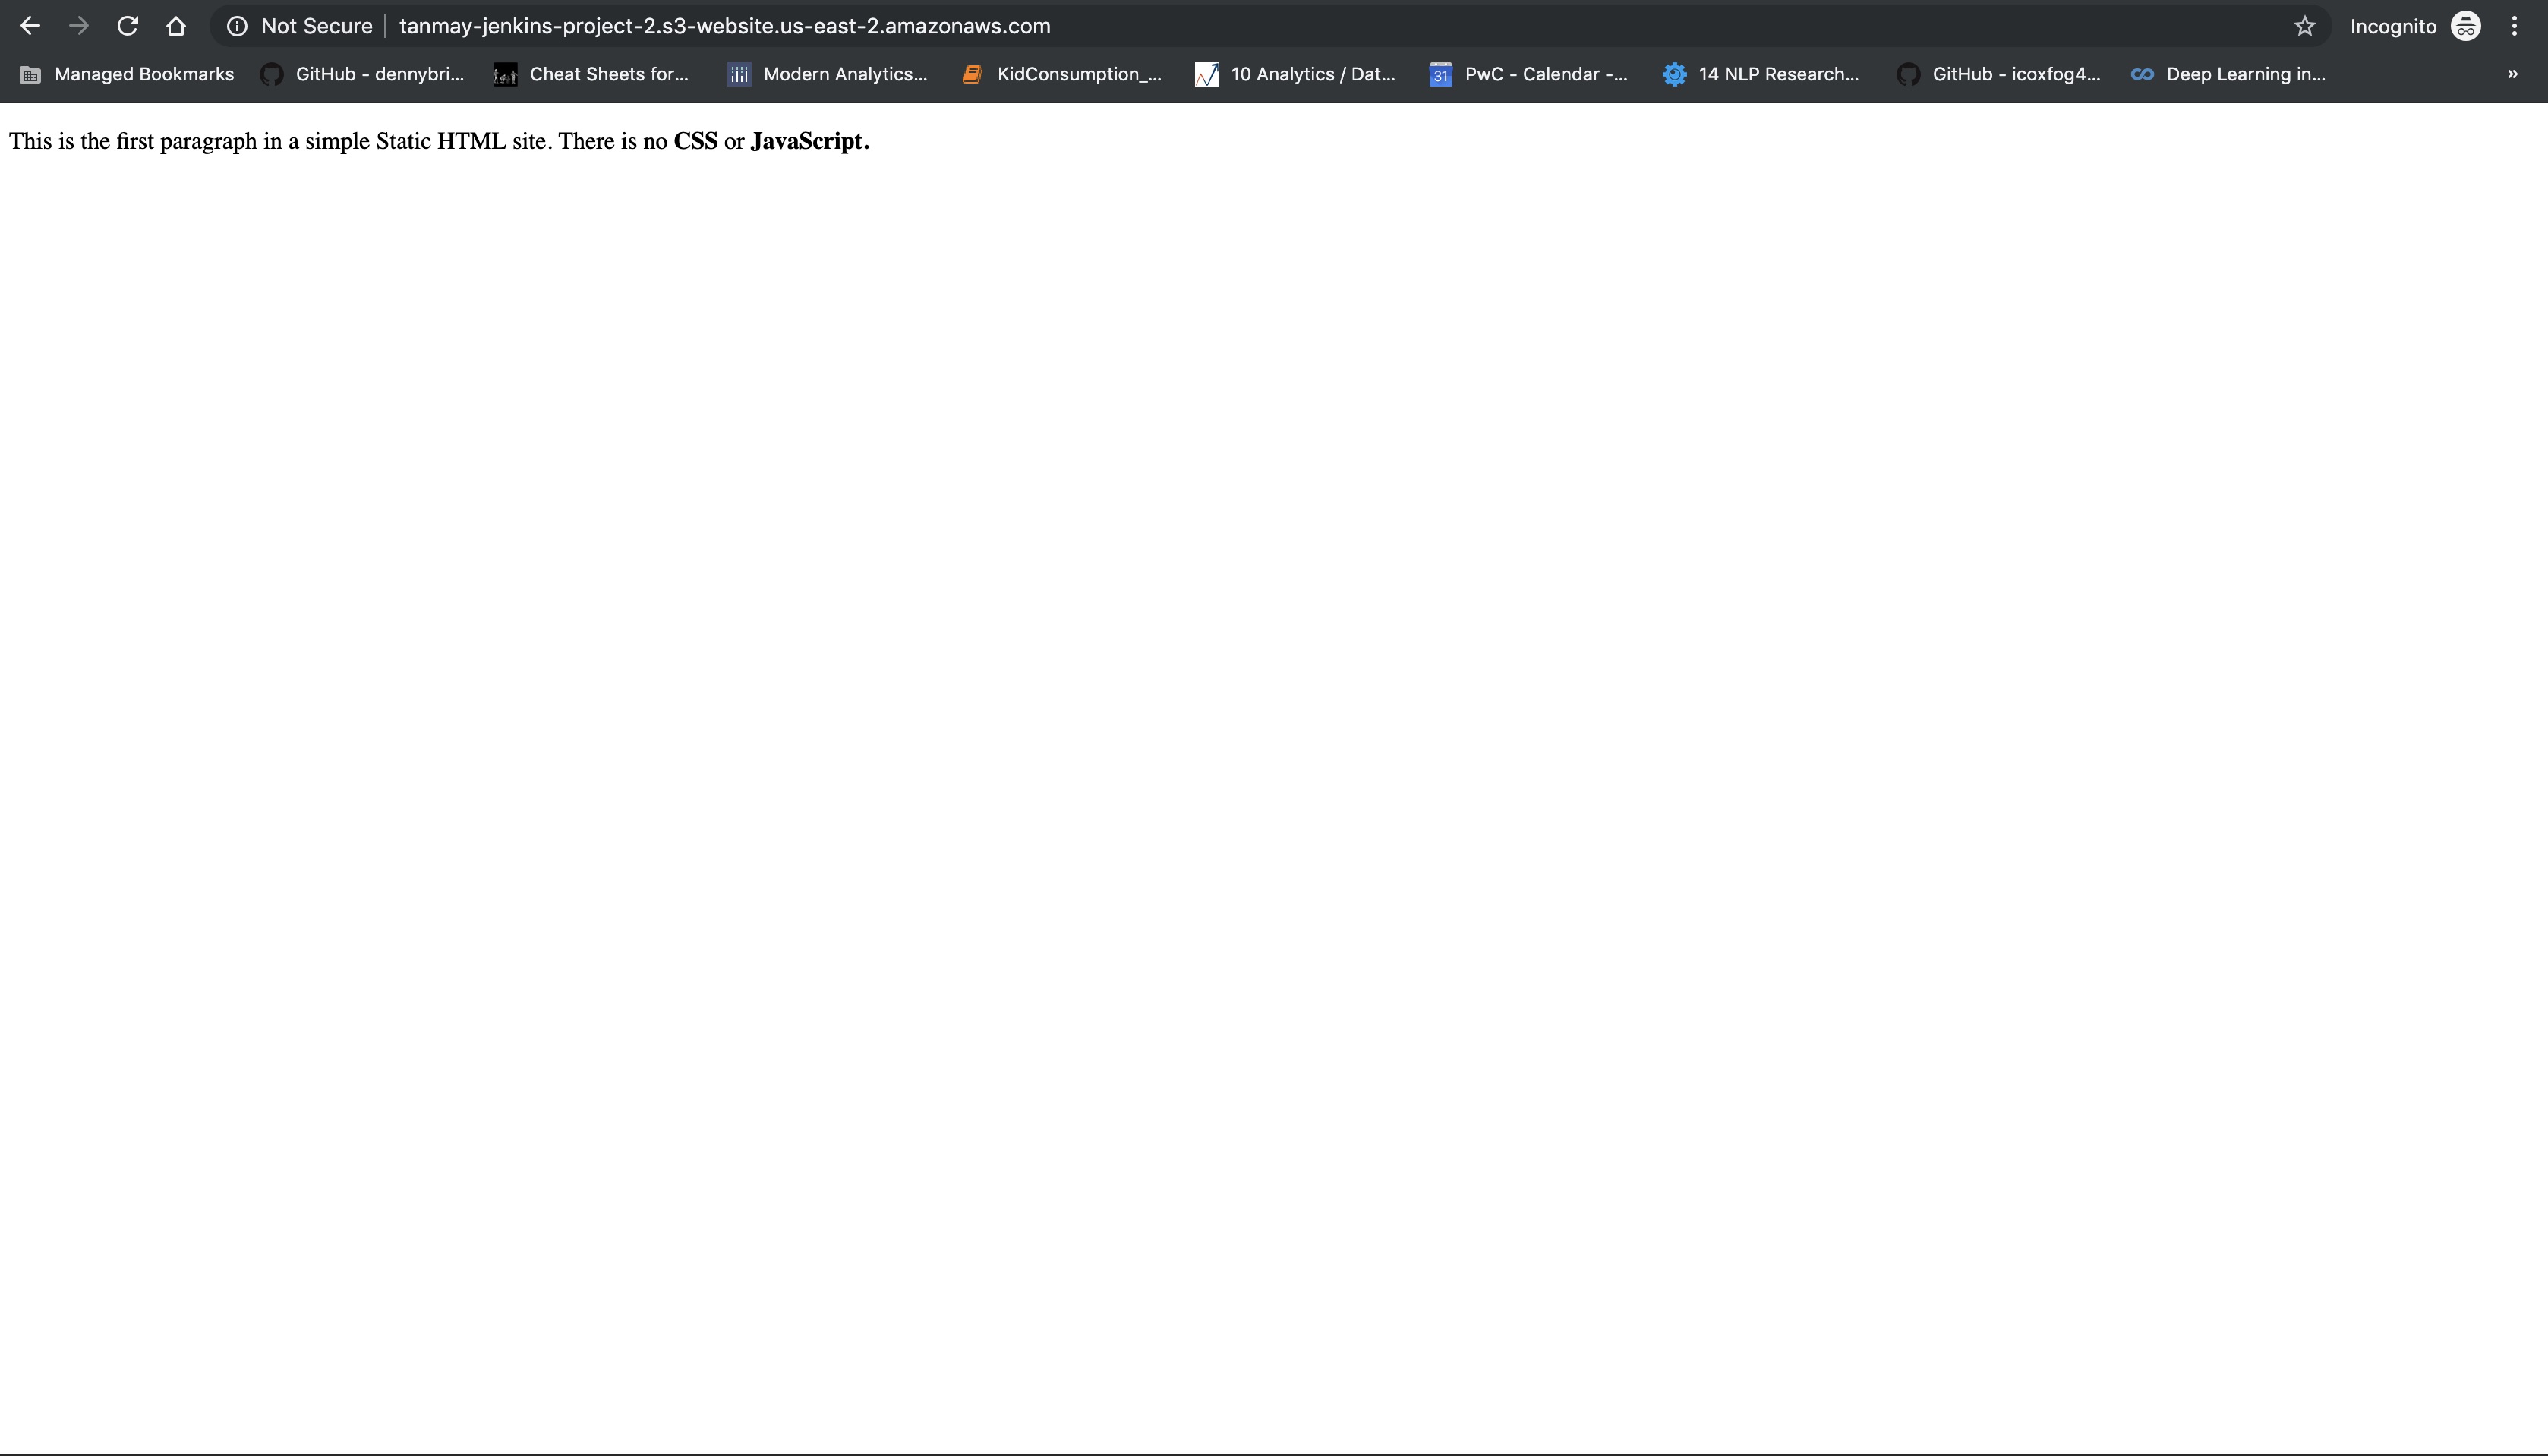 Not Secure tanmay-jenkins-project-2.s3-website.us-east-2.amazonaws.com Incognito
Managed Bookmarks GitHub - dennybri... Cheat Sheets for... Modern Analytics... KidConsumption_... 10 Analytics / Dat... 31 PwC - Calendar -... 14 NLP Research... GitHub - icoxfog4... Deep Learning in... »
This is the first paragraph in a simple Static HTML site. There is no CSS or JavaScript.